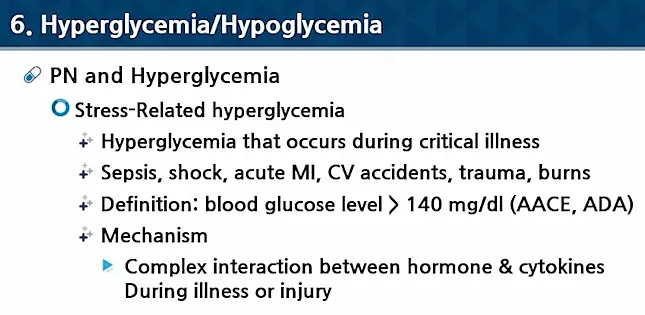 6. Hyperglycemia/Hypoglycemia
PN and Hyperglycemia
Stress-Related hyperglycemia
Hyperglycemia that occurs during critical illness
Sepsis, shock, acute MI, CV accidents, trauma, burns
Definition: blood glucose level > 140 mg/dl (AACE, ADA)
Mechanism
Complex interaction between hormone & cytokines
During illness or injury